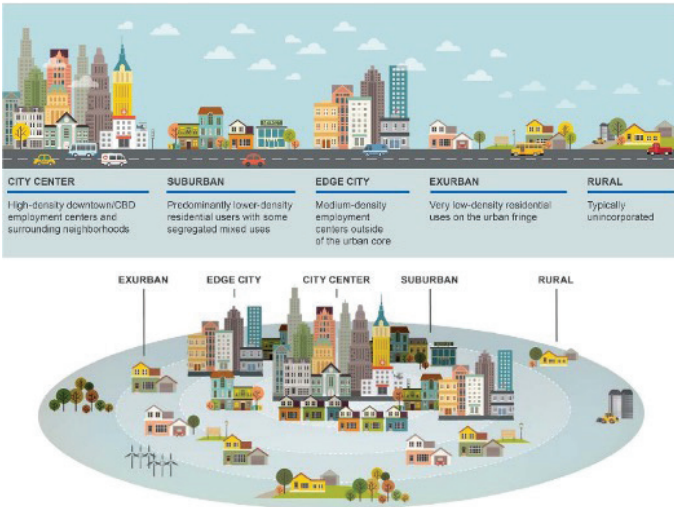 CITY CENTER
High-density downtown/CBD
employment centers and
surrounding neighborhoods
SUBURBAN
Predominantly lower-density
residential users with some
segregated mixed uses
EDGE CITY
Medium-density
employment
centers outside
of the urban core
EXURBAN
Very low-density residential
uses on the urban fringe
RURAL
Typically
unincorporated
EXURBAN
EDGE CITY
CITY CENTER
SUBURBAN
RURAL